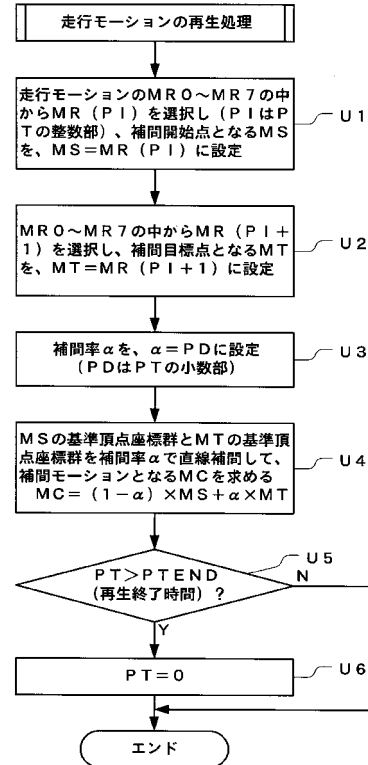 走行モーションの再生処理
走行モーションのMR0～MR7の中
からMR（PI）を選択し（PIはP
Tの整数部）、補間開始点となるMS
を、MS＝MR（PI）に設定
U1
MR0～MR7の中からMR（PI＋
1）を選択し、補間目標点となるMT
を、MT＝MR（PI＋1）に設定
U2
補間率αを、α＝PDに設定
（PDはPTの小数部）
U3
MSの基準頂点座標群とMTの基準頂
点座標群を補間率αで直線補間して、
補間モーションとなるMCを求める
MC＝（1－α）×MS＋α×MT
U4
U5
PT＞PTEND
（再生終了時間）？
N
Y
PT＝0
U6
エンド